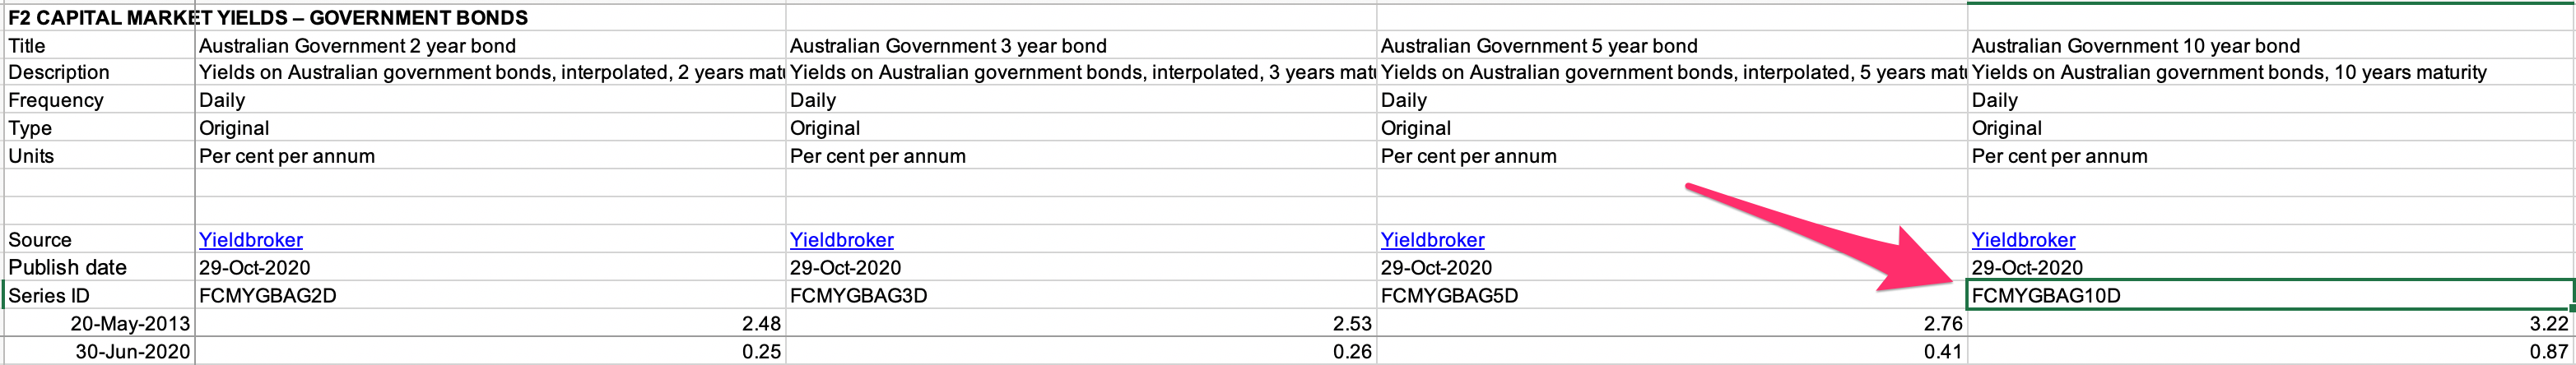 F2 CAPITAL MARKET YIELDS – GOVERNMENT BONDS
Title Australian Government 2 year bond Australian Government 3 year bond Australian Government 5 year bond Australian Government 10 year bond
Description Yields on Australian government bonds, interpolated, 2 years matu Yields on Australian government bonds, interpolated, 3 years matu Yields on Australian government bonds, interpolated, 5 years matu Yields on Australian government bonds, 10 years maturity
Frequency Daily Daily Daily Daily
Type Original Original Original Original
Units Per cent per annum Per cent per annum Per cent per annum Per cent per annum
Source Yieldbroker Yieldbroker Yieldbroker Yieldbroker
Publish date 29-Oct-2020 29-Oct-2020 29-Oct-2020 29-Oct-2020
Series ID FCMYGBAG2D FCMYGBAG3D FCMYGBAG5D FCMYGBAG10D
20-May-2013 2.48 2.53 2.76 3.22
30-Jun-2020 0.25 0.26 0.41 0.87